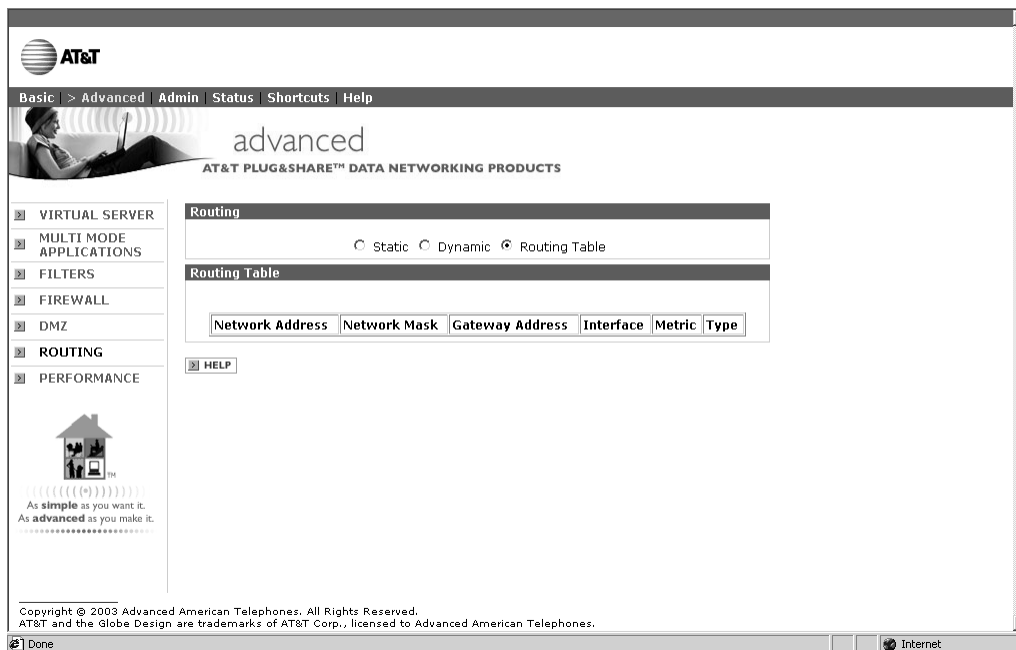 AT&T
Basic | > Advanced | Admin | Status | Shortcuts | Help
advanced
AT&T PLUG&SHARE™ DATA NETWORKING PRODUCTS
VIRTUAL SERVER
MULTI MODE
APPLICATIONS
FILTERS
FIREWALL
DMZ
ROUTING
PERFORMANCE
TM
((((((((•))))))))
As simple as you want it.
As advanced as you make it.
Routing
Static Dynamic Routing Table
Routing Table
Network Address Network Mask Gateway Address Interface Metric Type
HELP
Copyright © 2003 Advanced American Telephones. All Rights Reserved.
AT&T and the Globe Design are trademarks of AT&T Corp., licensed to Advanced American Telephones.
Done Internet